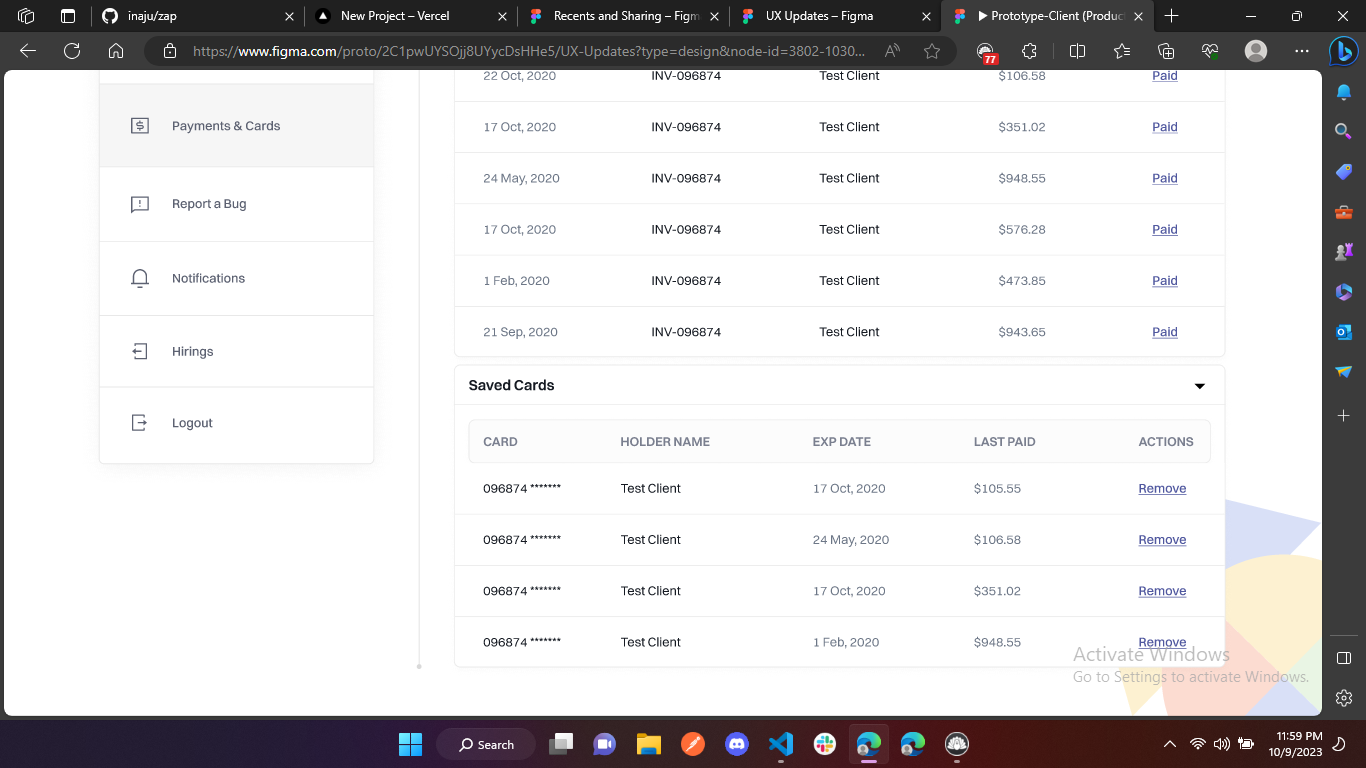 inaju/zap
New Project – Vercel
Recents and Sharing – Figm
UX Updates – Figma
▶ Prototype-Client (Produc
https://www.figma.com/proto/2C1pwUYSOjj8UYycDsHHe5/UX-Updates?type=design&node-id=3802-1030...
77
Payments & Cards
Report a Bug
Notifications
Hirings
Logout
22 Oct, 2020 INV-096874 Test Client $106.58 Paid
17 Oct, 2020 INV-096874 Test Client $351.02 Paid
24 May, 2020 INV-096874 Test Client $948.55 Paid
17 Oct, 2020 INV-096874 Test Client $576.28 Paid
1 Feb, 2020 INV-096874 Test Client $473.85 Paid
21 Sep, 2020 INV-096874 Test Client $943.65 Paid
Saved Cards
CARD HOLDER NAME EXP DATE LAST PAID ACTIONS
096874 ******* Test Client 17 Oct, 2020 $105.55 Remove
096874 ******* Test Client 24 May, 2020 $106.58 Remove
096874 ******* Test Client 17 Oct, 2020 $351.02 Remove
096874 ******* Test Client 1 Feb, 2020 $948.55 Remove
Activate Windows
Go to Settings to activate Windows.
Search
11:59 PM
10/9/2023